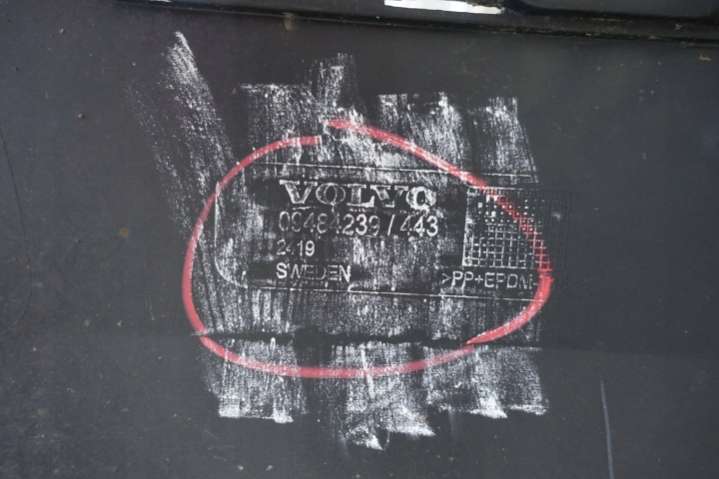 VOLVO
09484239/443
2419
SWEDEN
>PP+EPDM